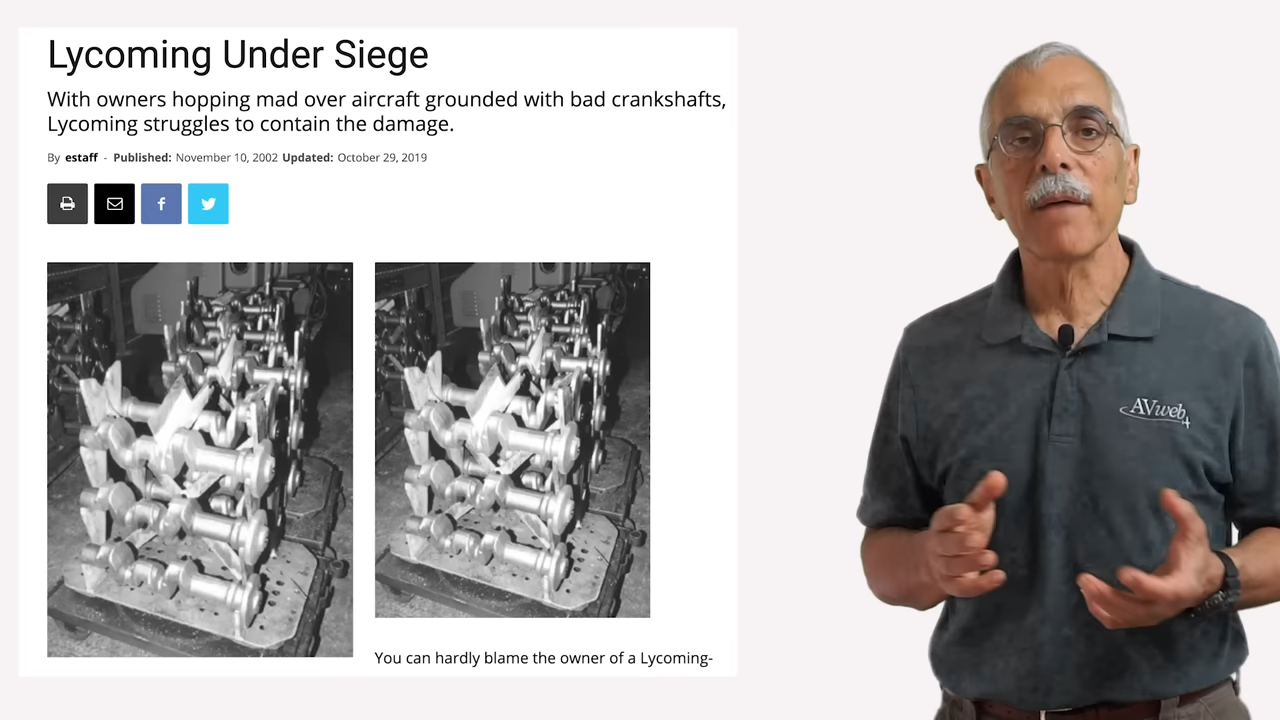 Lycoming Under Siege
With owners hopping mad over aircraft grounded with bad crankshafts,
Lycoming struggles to contain the damage.
By estaff - Published: November 10, 2002 Updated: October 29, 2019
You can hardly blame the owner of a Lycoming-
AVweb